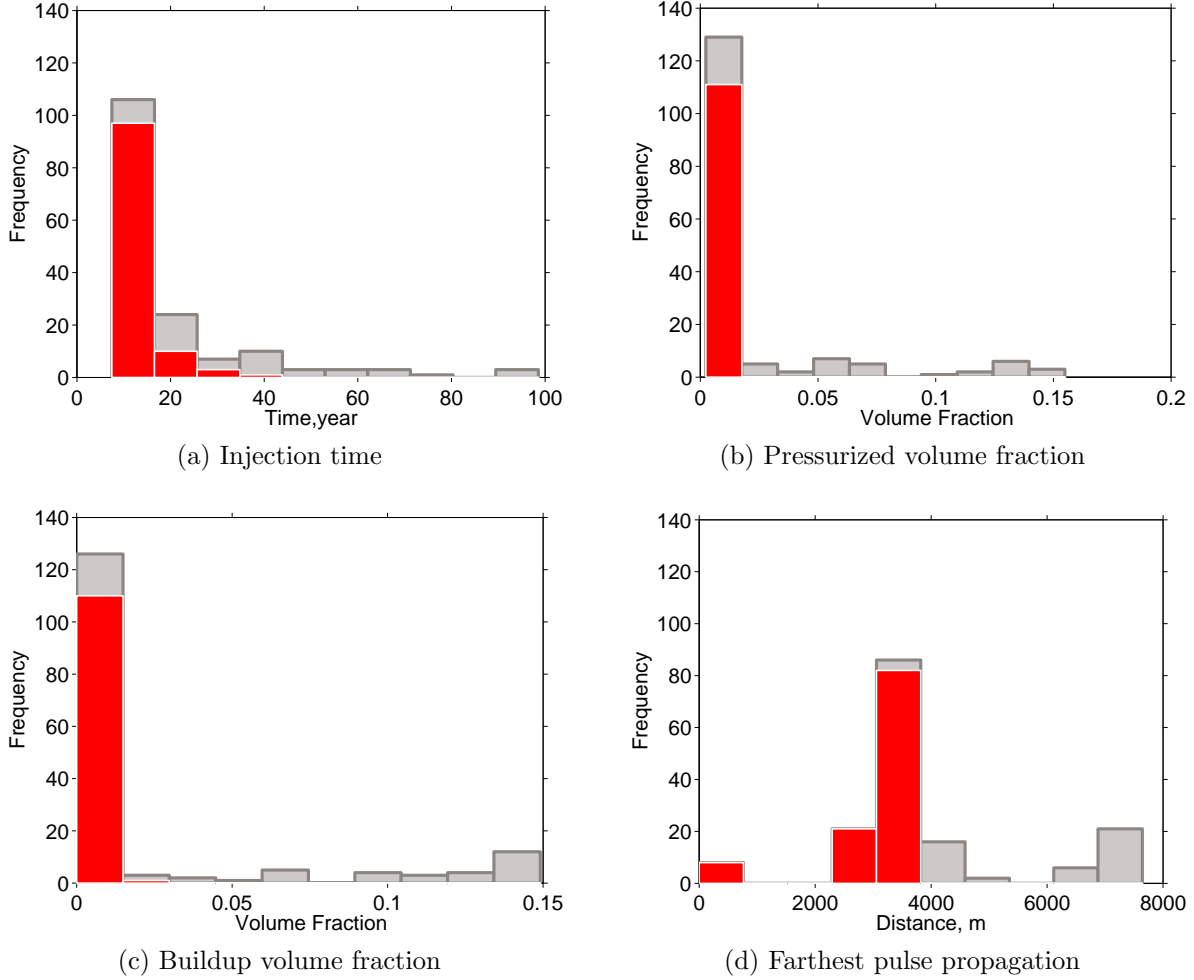 140
120
100
80
60
40
20
0
Frequency
0 20 40 60 80 100
Time,year
(a) Injection time
140
120
100
80
60
40
20
0
Frequency
0 0.05 0.1 0.15 0.2
Volume Fraction
(b) Pressurized volume fraction
140
120
100
80
60
40
20
0
Frequency
0 0.05 0.1 0.15
Volume Fraction
(c) Buildup volume fraction
140
120
100
80
60
40
20
0
Frequency
0 2000 4000 6000 8000
Distance, m
(d) Farthest pulse propagation